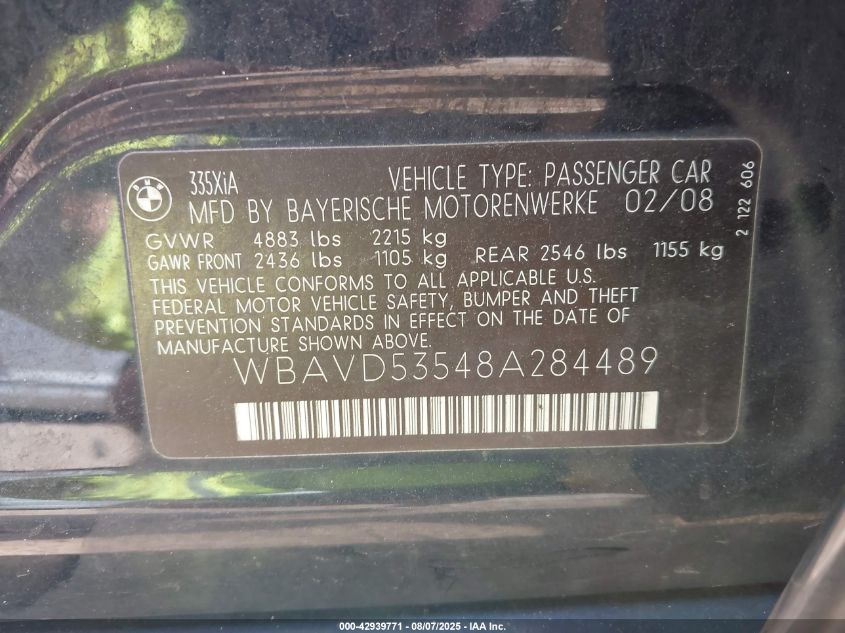 BMW
335XiA VEHICLE TYPE: PASSENGER CAR
MFD BY BAYERISCHE MOTORENWERKE 02/08
GVWR 4883 lbs 2215 kg
GAWR FRONT 2436 lbs 1105 kg REAR 2546 lbs 1155 kg
THIS VEHICLE CONFORMS TO ALL APPLICABLE U.S.
FEDERAL MOTOR VEHICLE SAFETY, BUMPER AND THEFT
PREVENTION STANDARDS IN EFFECT ON THE DATE OF
MANUFACTURE SHOWN ABOVE.
WBAVD53548A284489
2 122 606
000-42939771 - 08/07/2025 - IAA Inc.